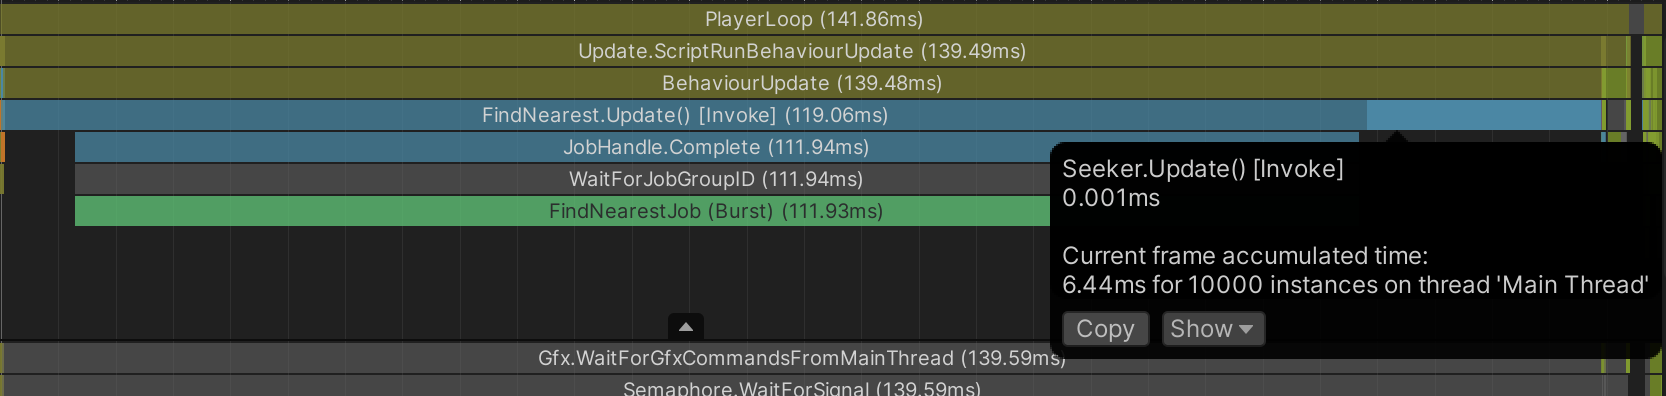 PlayerLoop (141.86ms)
Update.ScriptRunBehaviourUpdate (139.49ms)
BehaviourUpdate (139.48ms)
FindNearest.Update() [Invoke] (119.06ms)
JobHandle.Complete (111.94ms)
WaitForJobGroupID (111.94ms)
FindNearestJob (Burst) (111.93ms)
Seeker.Update() [Invoke]
0.001ms
Current frame accumulated time:
6.44ms for 10000 instances on thread 'Main Thread'
Copy
Show
Gfx.WaitForGfxCommandsFromMainThread (139.59ms)
Semaphore.WaitForSignal (139.59ms)